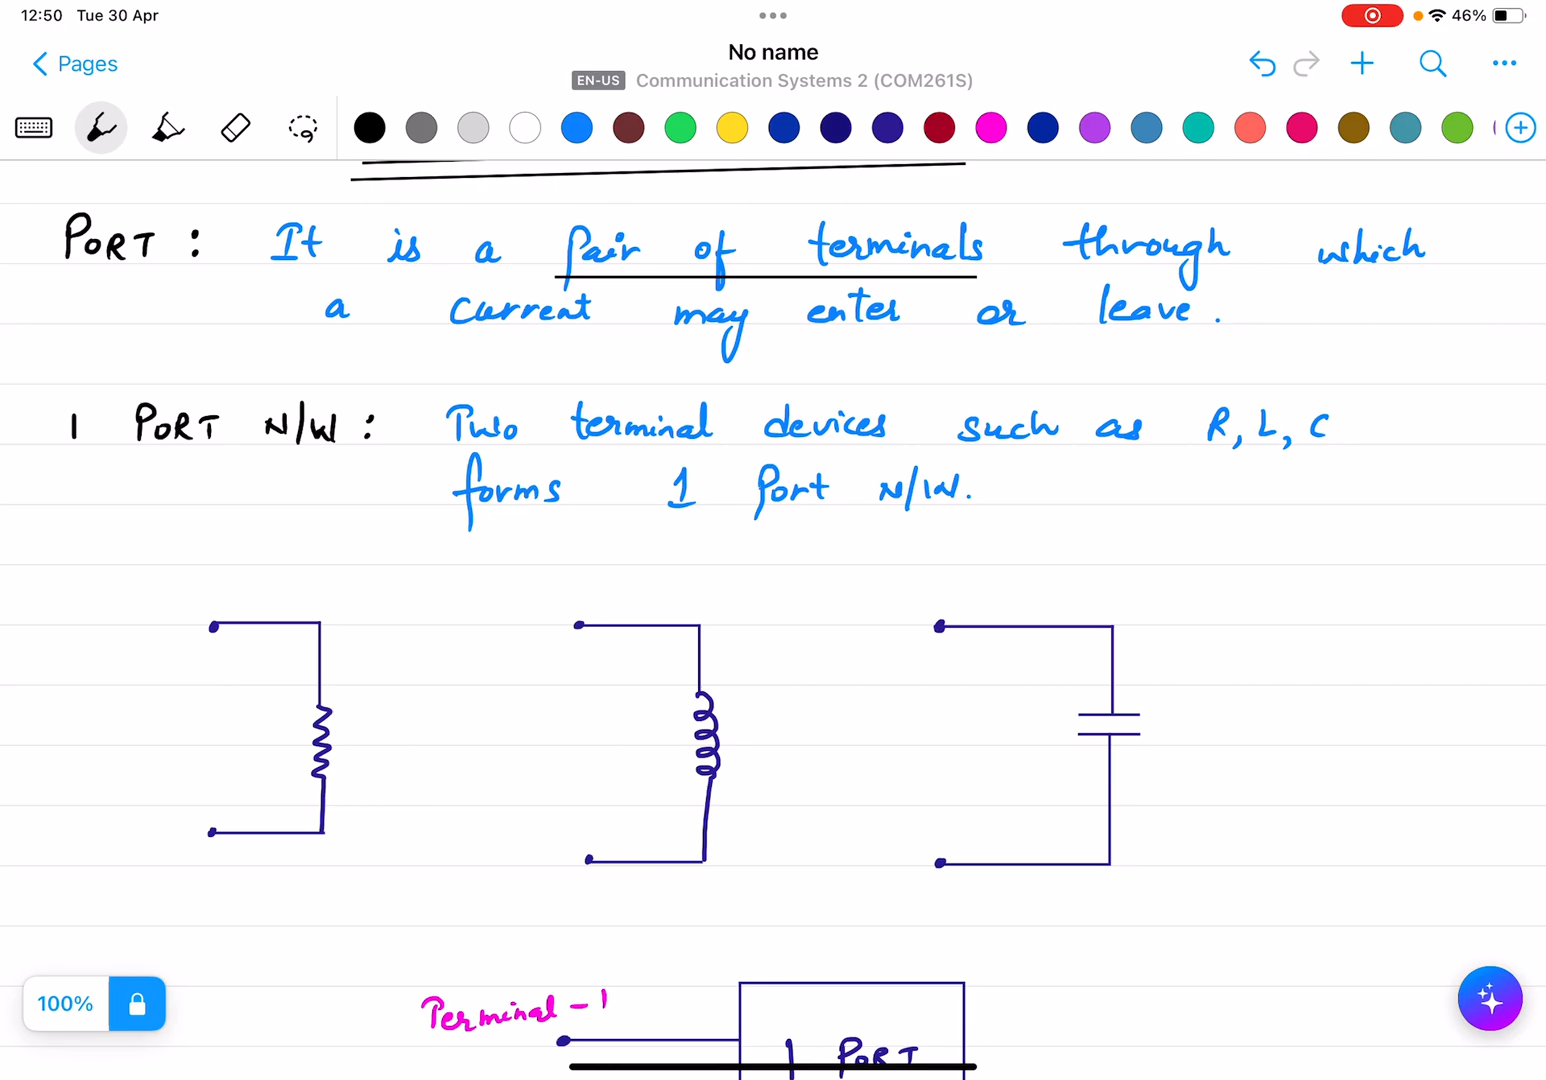 12:50 Tue 30 Apr
46%
Pages
No name
EN-US Communication Systems 2 (COM261S)
PORT : It is a pair of terminals through which
a current may enter or leave .
1 PORT N/W : Two terminal devices such as R, L, C
forms 1 Port N/W.
100%
Terminal - 1
1 PORT